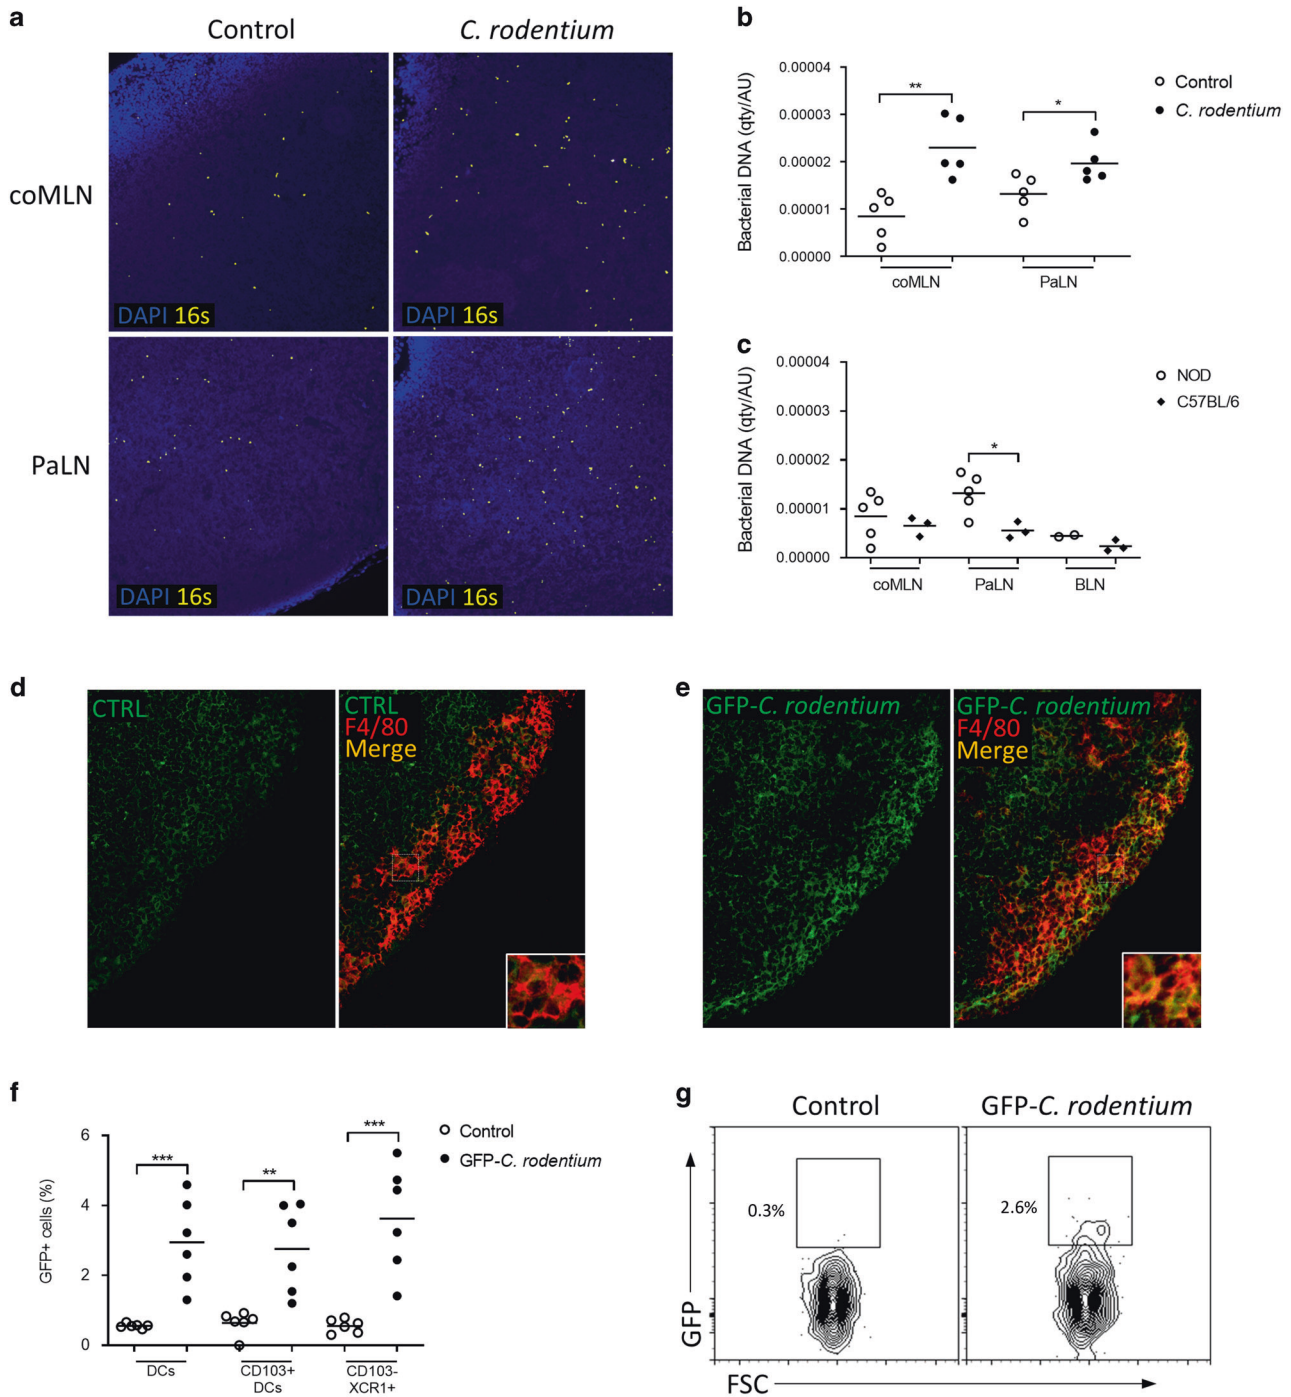 a
Control
C. rodentium
coMLN
DAPI 16s
DAPI 16s
PaLN
DAPI 16s
DAPI 16s
b
Bacterial DNA (qty/AU)
0.00004
0.00003
0.00002
0.00001
0.00000
**
*
coMLN
PaLN
Control
C. rodentium
c
Bacterial DNA (qty/AU)
0.00004
0.00003
0.00002
0.00001
0.00000
*
coMLN
PaLN
BLN
NOD
C57BL/6
d
CTRL
CTRL
F4/80
Merge
e
GFP-C. rodentium
GFP-C. rodentium
F4/80
Merge
f
GFP+ cells (%)
6
4
2
0
***
**
***
DCs
CD103+
DCs
CD103-
XCR1+
Control
GFP-C. rodentium
g
Control
GFP-C. rodentium
0.3%
2.6%
GFP
FSC